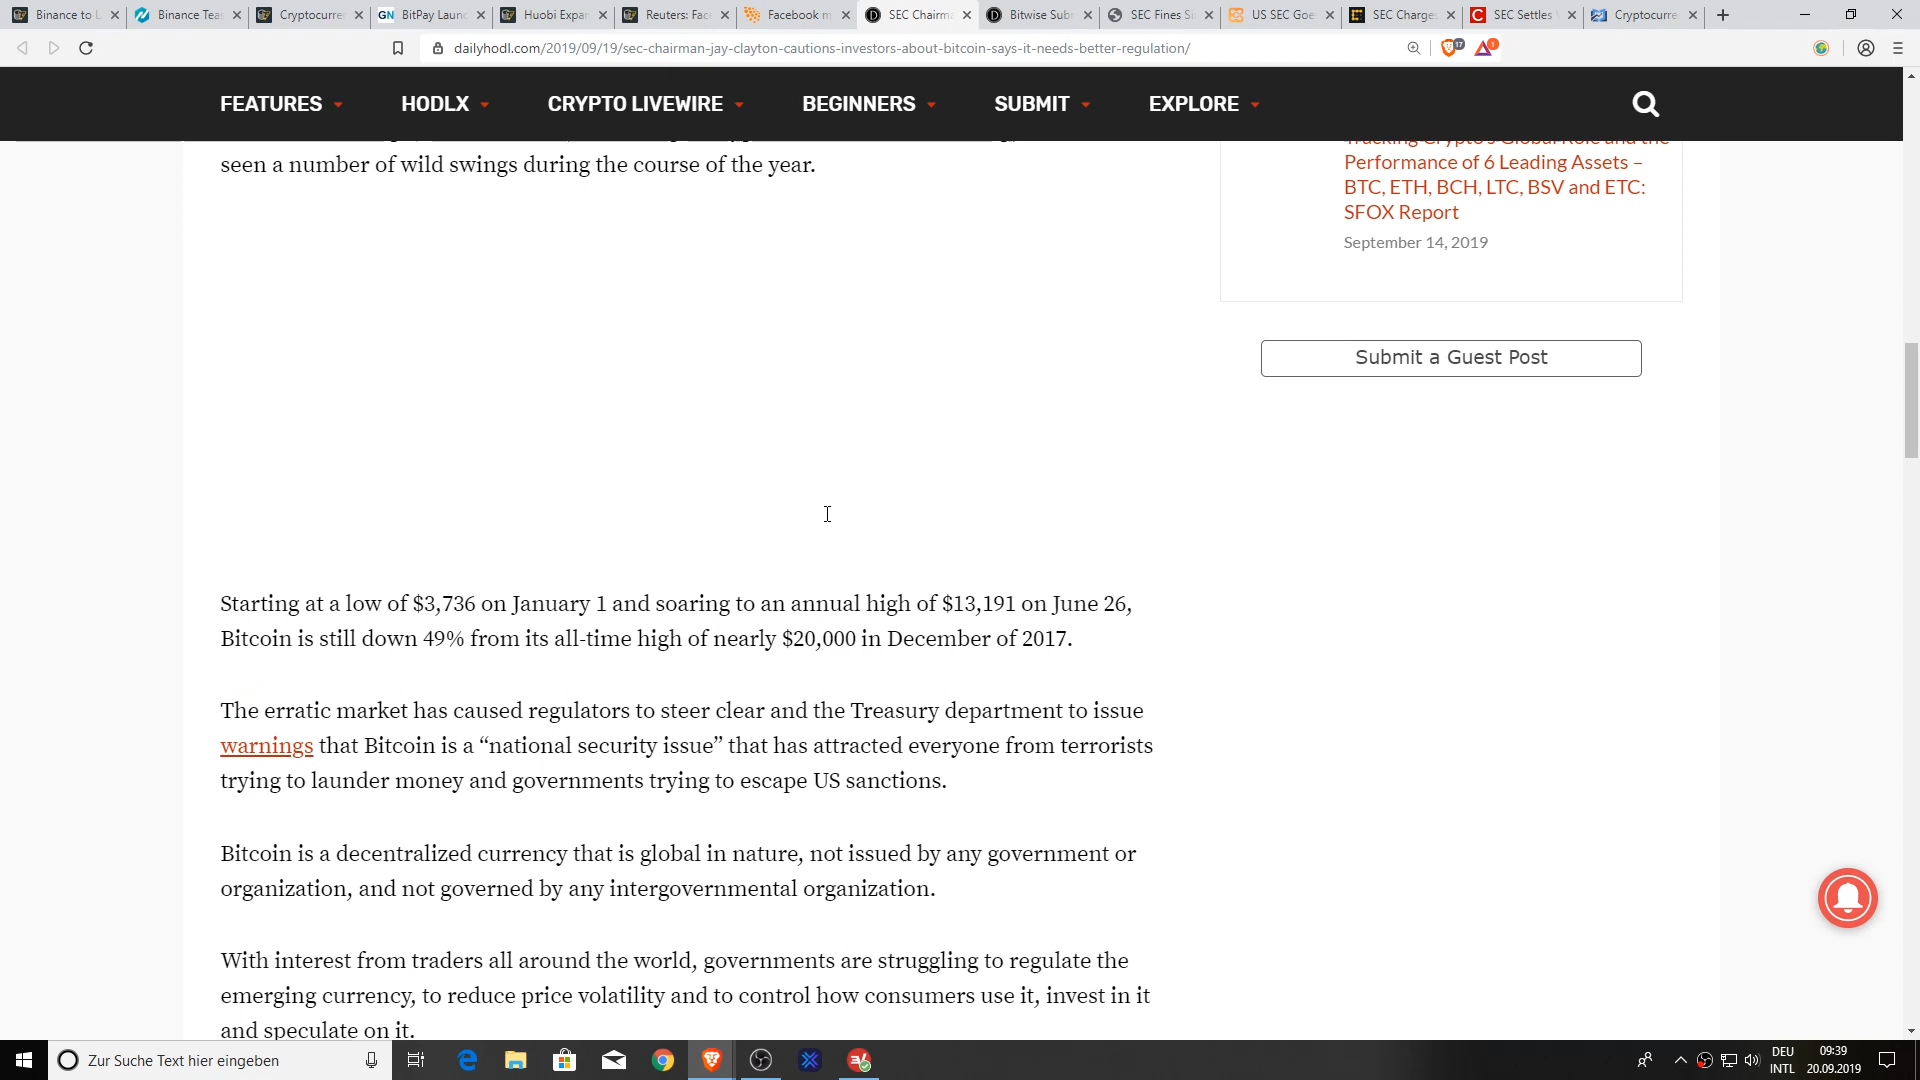 Binance to L
Binance Tea
Cryptocurre
BitPay Laun
Huobi Expa
Reuters: Fac
Facebook m
SEC Chairm
Bitwise Sub
SEC Fines Si
US SEC Goe
SEC Charge
SEC Settles
Cryptocurre
dailyhodl.com/2019/09/19/sec-chairman-jay-clayton-cautions-investors-about-bitcoin-says-it-needs-better-regulation/
17
1
FEATURES HODLX CRYPTO LIVEWIRE BEGINNERS SUBMIT EXPLORE
seen a number of wild swings during the course of the year.
Tracking Crypto's Global Role and the
Performance of 6 Leading Assets –
BTC, ETH, BCH, LTC, BSV and ETC:
SFOX Report
September 14, 2019
Submit a Guest Post
Starting at a low of $3,736 on January 1 and soaring to an annual high of $13,191 on June 26,
Bitcoin is still down 49% from its all-time high of nearly $20,000 in December of 2017.
The erratic market has caused regulators to steer clear and the Treasury department to issue
warnings that Bitcoin is a “national security issue” that has attracted everyone from terrorists
trying to launder money and governments trying to escape US sanctions.
Bitcoin is a decentralized currency that is global in nature, not issued by any government or
organization, and not governed by any intergovernmental organization.
With interest from traders all around the world, governments are struggling to regulate the
emerging currency, to reduce price volatility and to control how consumers use it, invest in it
and speculate on it.
Zur Suche Text hier eingeben
DEU
INTL
09:39
20.09.2019